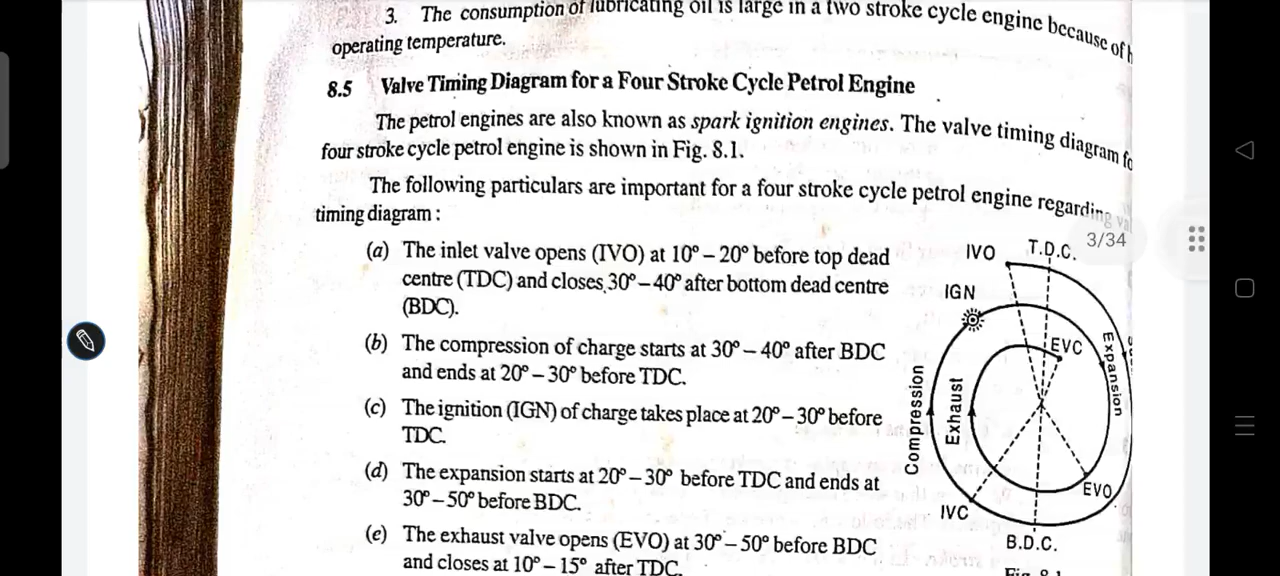 3. The consumption of lubricating oil is large in a two stroke cycle engine because of
operating temperature.
8.5 Valve Timing Diagram for a Four Stroke Cycle Petrol Engine
The petrol engines are also known as spark ignition engines. The valve timing diagram
four stroke cycle petrol engine is shown in Fig. 8.1.
The following particulars are important for a four stroke cycle petrol engine regarding
timing diagram :
3/34
(a) The inlet valve opens (IVO) at 10° – 20° before top dead
centre (TDC) and closes 30° – 40° after bottom dead centre
(BDC).
(b) The compression of charge starts at 30° – 40° after BDC
and ends at 20° – 30° before TDC.
(c) The ignition (IGN) of charge takes place at 20° – 30° before
TDC.
(d) The expansion starts at 20° – 30° before TDC and ends at
30° – 50° before BDC.
(e) The exhaust valve opens (EVO) at 30° – 50° before BDC
and closes at 10° – 15° after TDC.
IVO
T.D.C.
IGN
EVC
Expansion
Compression
Exhaust
EVO
IVC
B.D.C.